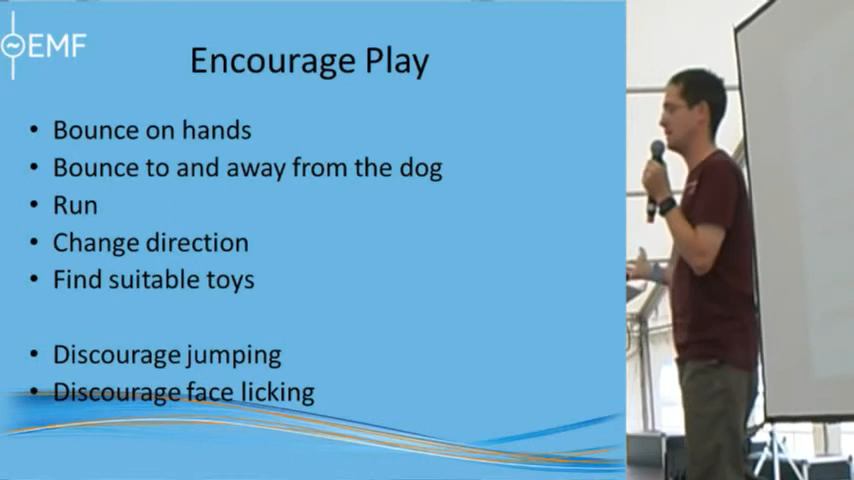 EMF
Encourage Play
• Bounce on hands
• Bounce to and away from the dog
• Run
• Change direction
• Find suitable toys
• Discourage jumping
• Discourage face licking